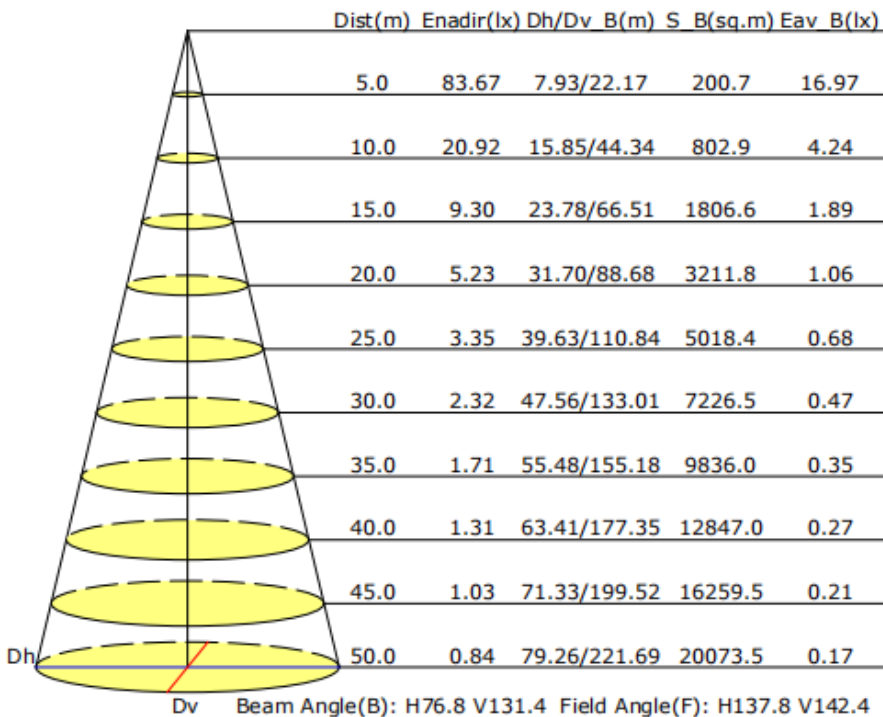 Dist(m) Enadir(lx) Dh/Dv_B(m) S_B(sq.m) Eav_B(lx)
5.0 83.67 7.93/22.17 200.7 16.97
10.0 20.92 15.85/44.34 802.9 4.24
15.0 9.30 23.78/66.51 1806.6 1.89
20.0 5.23 31.70/88.68 3211.8 1.06
25.0 3.35 39.63/110.84 5018.4 0.68
30.0 2.32 47.56/133.01 7226.5 0.47
35.0 1.71 55.48/155.18 9836.0 0.35
40.0 1.31 63.41/177.35 12847.0 0.27
45.0 1.03 71.33/199.52 16259.5 0.21
Dh 50.0 0.84 79.26/221.69 20073.5 0.17
Dv Beam Angle(B): H76.8 V131.4 Field Angle(F): H137.8 V142.4